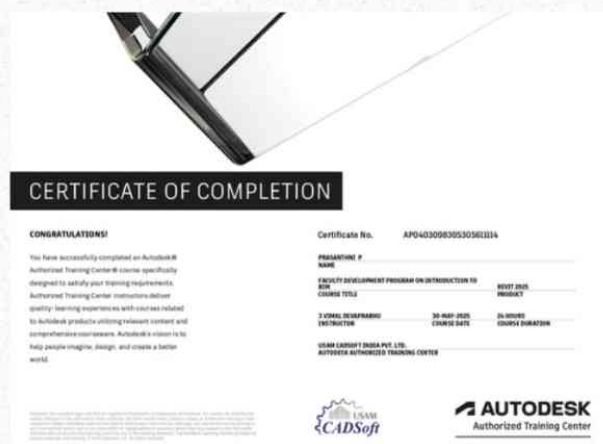 CERTIFICATE OF COMPLETION
CONGRATULATIONS!
You have successfully completed an Autodesk®
Authorized Training Center® course specifically
designed to satisfy your training requirements.
Authorized Training Center instructors deliver
quality learning experiences with courses related
to Autodesk products utilizing relevant content and
comprehensive courseware. Autodesk's vision is to
help people imagine, design, and create a better
world.
Certificate No.
PRASANTHNI P
NAME
FACULTY DEVELOPMENT PROGRAM ON INTRODUCTION TO
BIM REVIT 2025
COURSE TITLE PRODUCT
J VIMAL DEVAPRABHU 30-MAY-2025 24 HOURS
INSTRUCTOR COURSE DATE COURSE DURATION
USAM CADSOFT INDIA PVT. LTD.
AUTODESK AUTHORIZED TRAINING CENTER
USAM
CADSoft
AUTODESK
Authorized Training Center